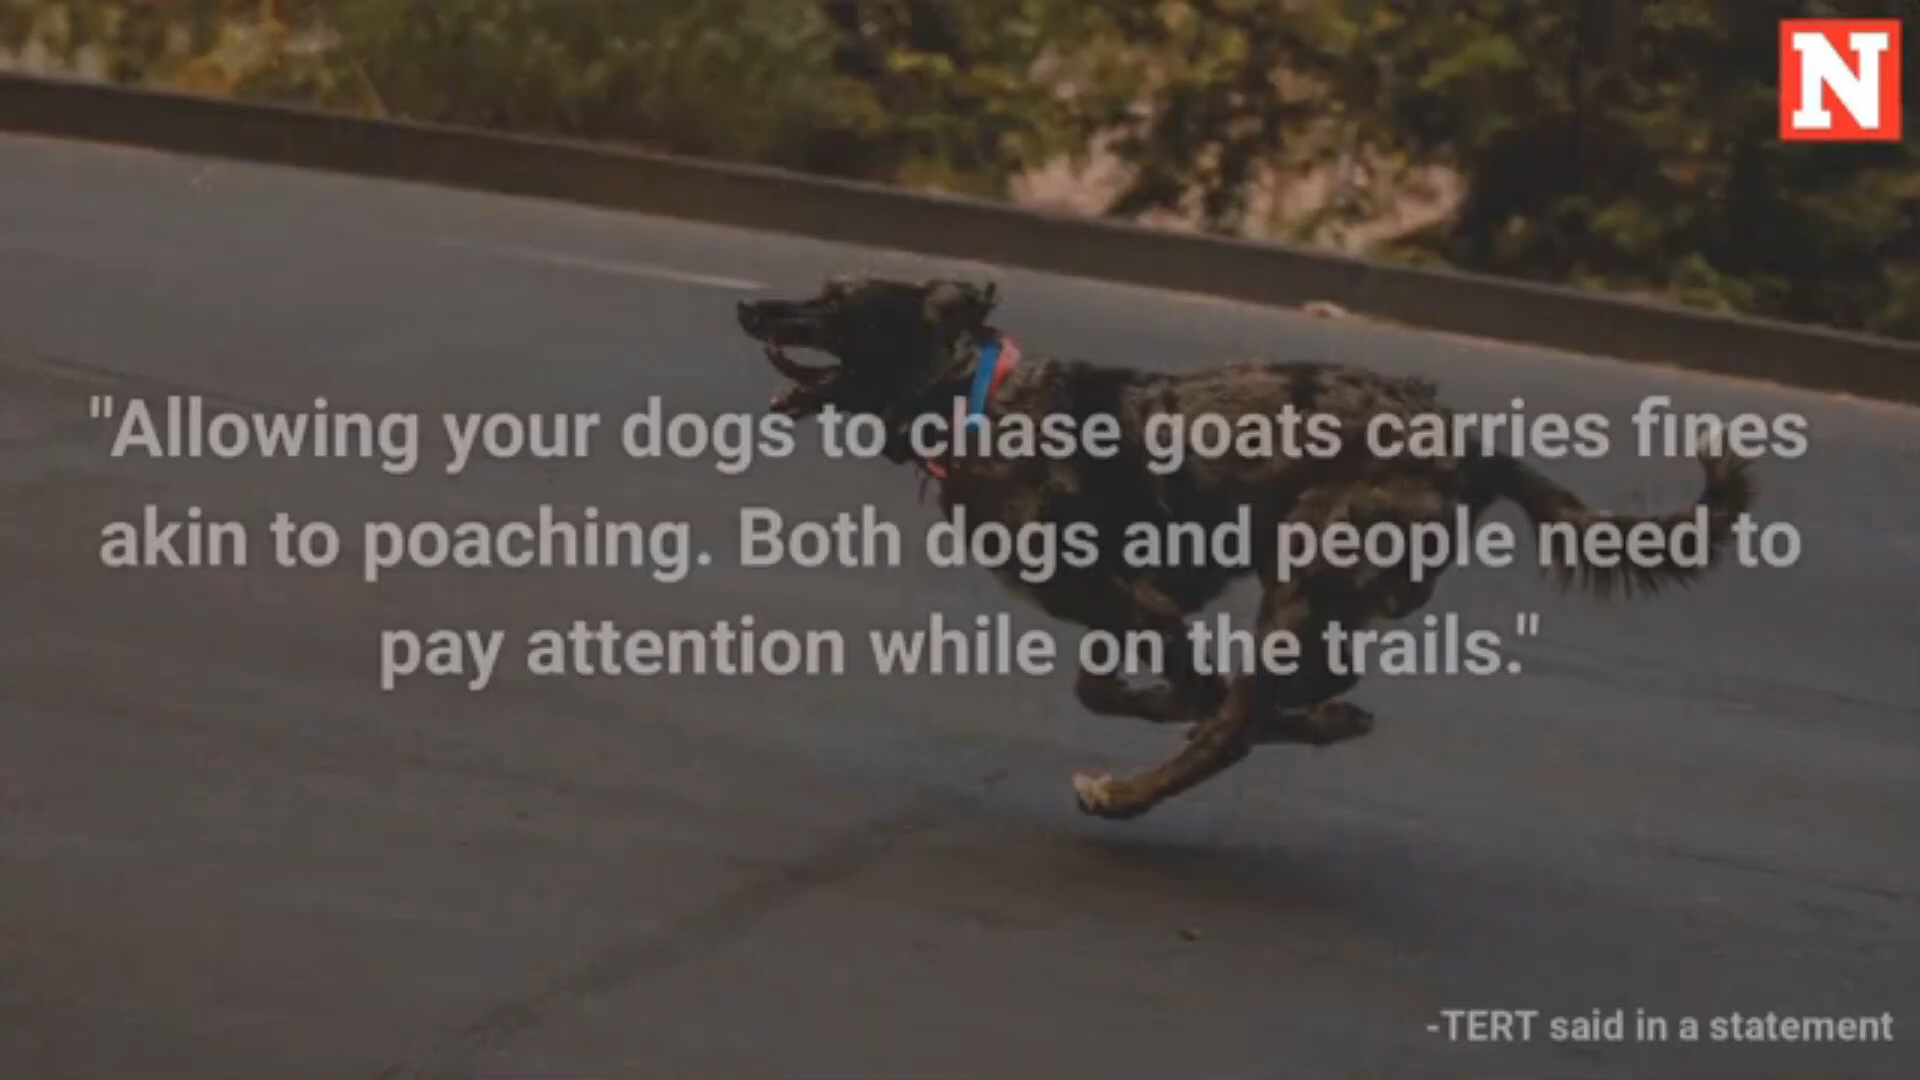 N
"Allowing your dogs to chase goats carries fines
akin to poaching. Both dogs and people need to
pay attention while on the trails."
-TERT said in a statement